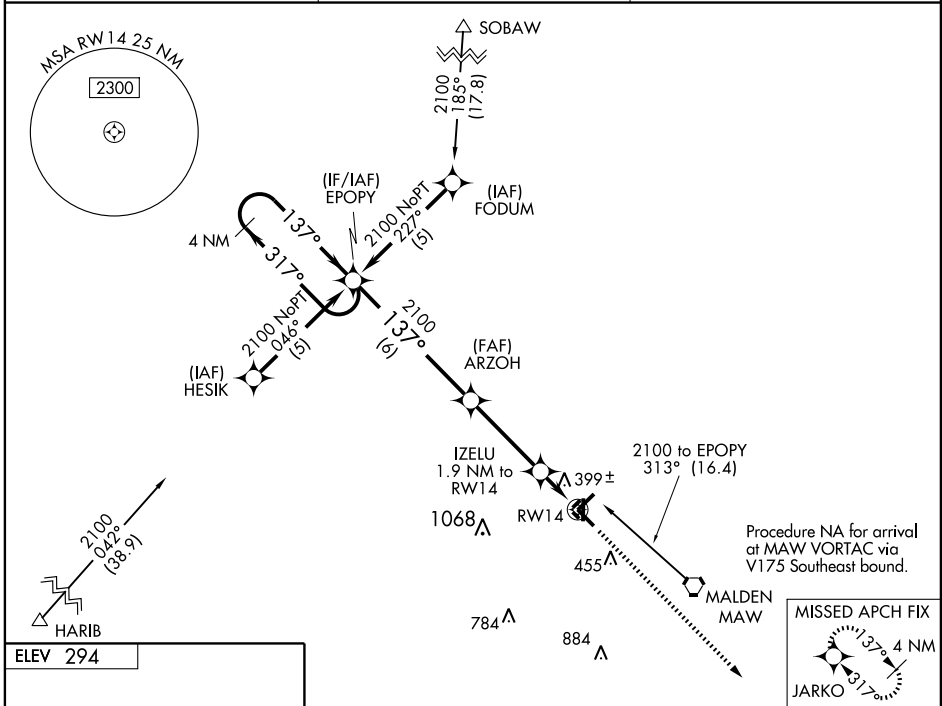 MSA RW14 25 NM
2300
SOBAW
2100
185°
(17.8)
(IF/IAF)
EPOPY
(IAF)
FODUM
2100 NoPT
227°
(5)
4 NM
137°
317°
2100 NoPT
046°
(5)
(IAF)
HESIK
2100
137°
(6)
(FAF)
ARZOH
IZELU
1.9 NM to
RW14
399±
2100 to EPOPY
313° (16.4)
1068
RW14
455
Procedure NA for arrival
at MAW VORTAC via
V175 Southeast bound.
2100
042°
(38.9)
HARIB
MALDEN
MAW
784
884
MISSED APCH FIX
137°
4 NM
317°
JARKO
ELEV 294